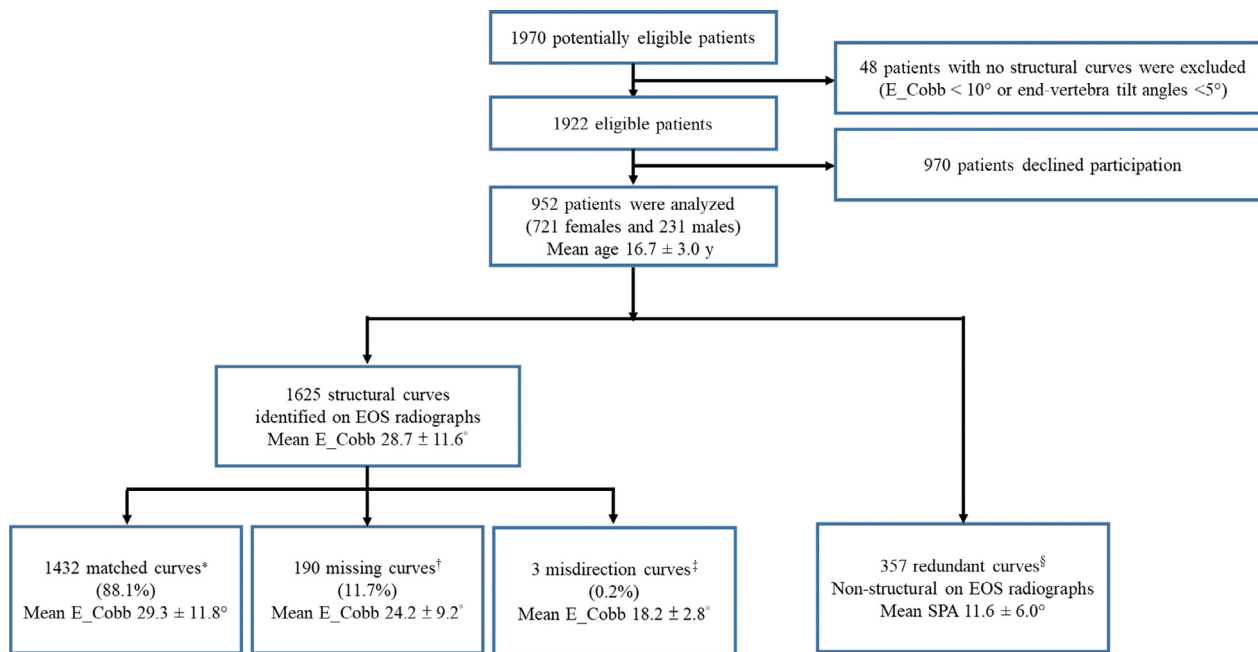 1970 potentially eligible patients
48 patients with no structural curves were excluded
(E_Cobb < 10° or end-vertebra tilt angles <5°)
1922 eligible patients
970 patients declined participation
952 patients were analyzed
(721 females and 231 males)
Mean age 16.7 ± 3.0 y
1625 structural curves
identified on EOS radiographs
Mean E_Cobb 28.7 ± 11.6°
1432 matched curves*
(88.1%)
Mean E_Cobb 29.3 ± 11.8°
190 missing curves†
(11.7%)
Mean E_Cobb 24.2 ± 9.2°
3 misdirection curves‡
(0.2%)
Mean E_Cobb 18.2 ± 2.8°
357 redundant curves§
Non-structural on EOS radiographs
Mean SPA 11.6 ± 6.0°